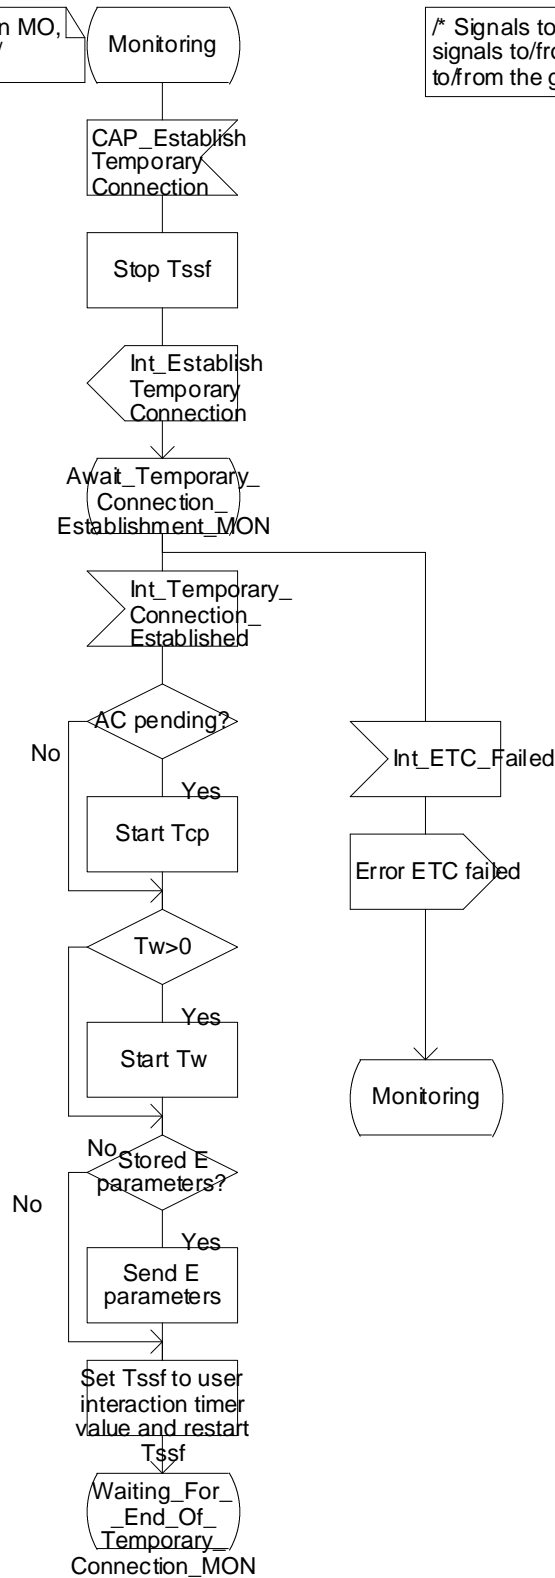 n MO,
/
Monitoring
/* Signals to
signals to/fro
to/from the g
CAP_Establish
Temporary
Connection
Stop Tssf
Int_Establish
Temporary
Connection
Await_Temporary_
Connection_
Establishment_MON
Int_Temporary_
Connection_
Established
AC pending?
No
Yes
Start Tcp
Int_ETC_Failed
Error ETC failed
Tw>0
Yes
Start Tw
Monitoring
No
Stored E
parameters?
No
Yes
Send E
parameters
Set Tssf to user
interaction timer
value and restart
Tssf
Waiting_For_
_End_Of_
Temporary_
Connection_MON